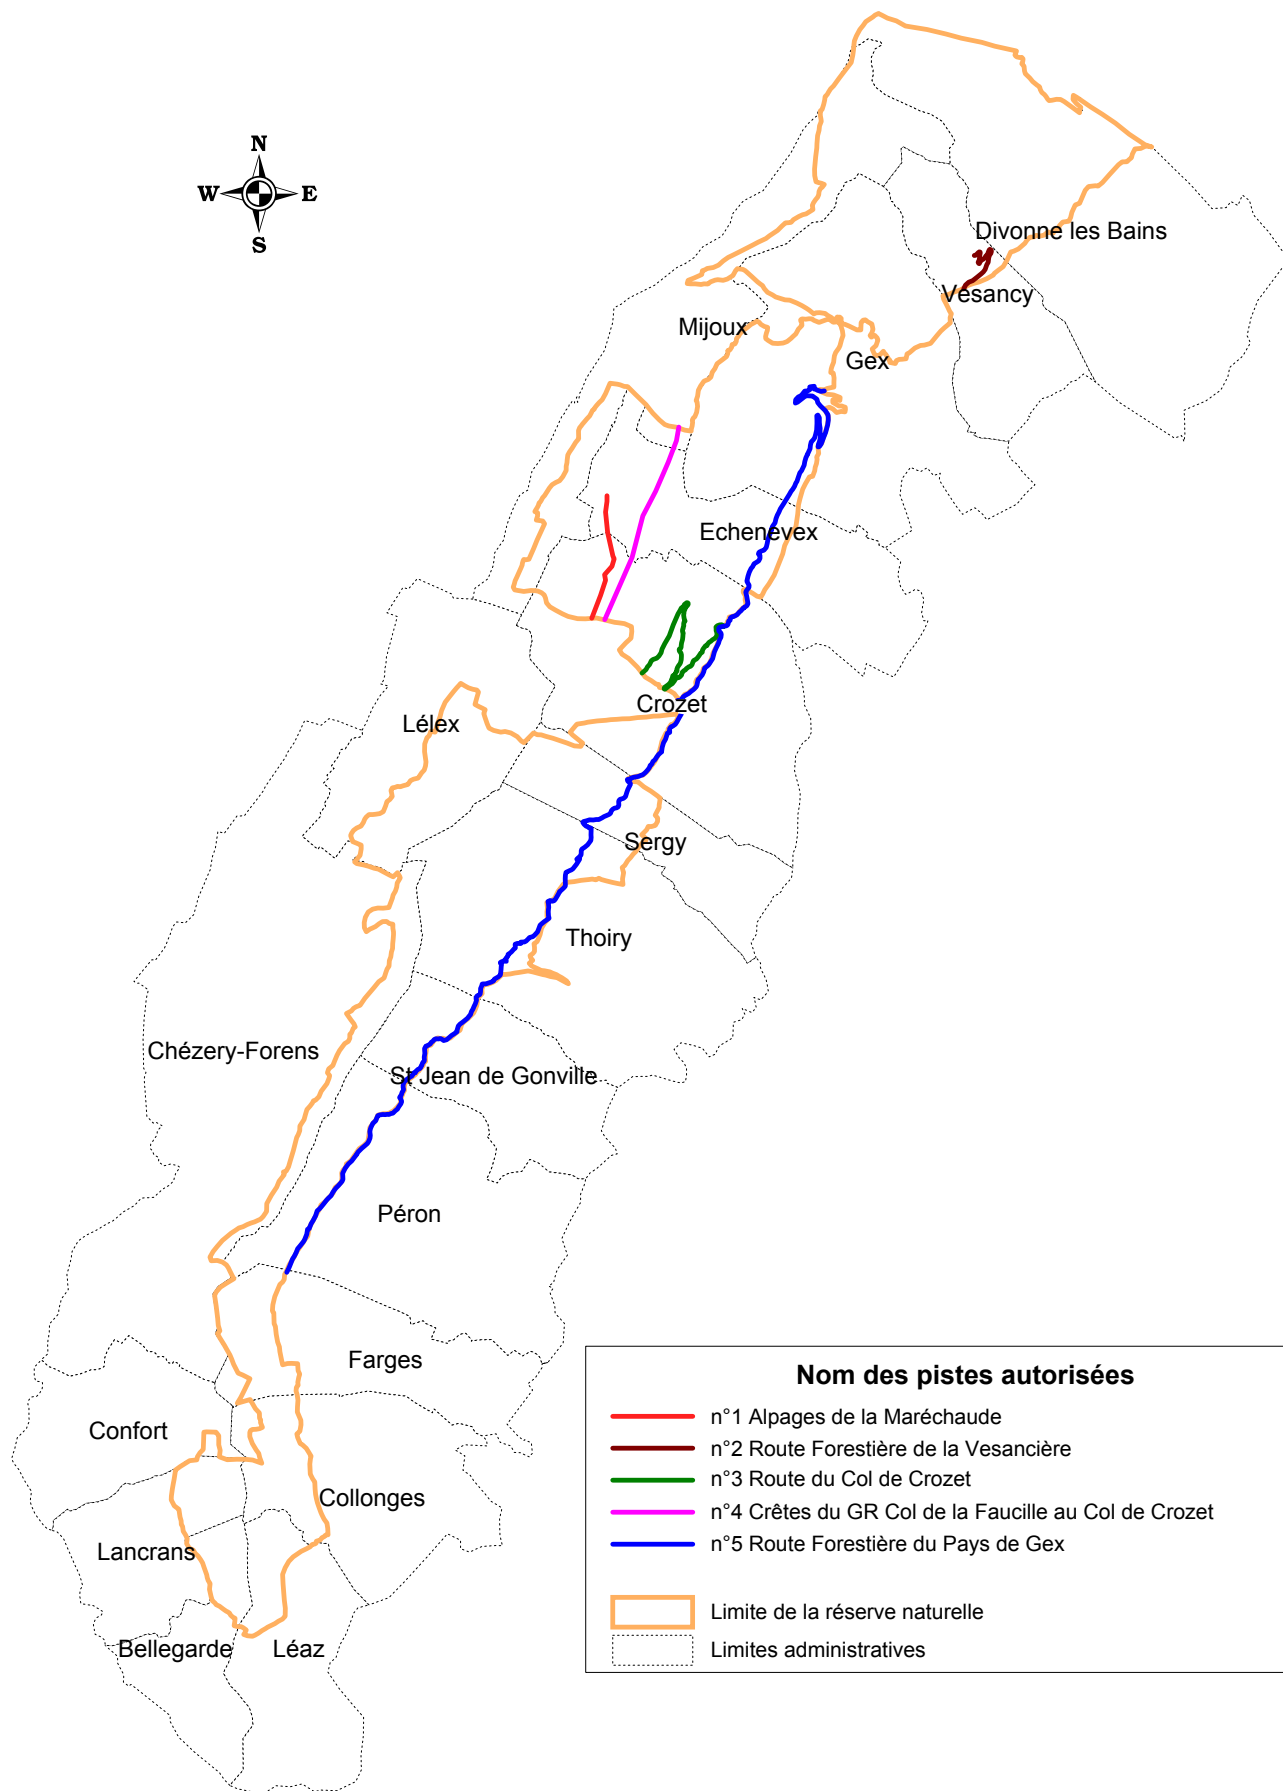 N
W E
S
Divonne les Bains
Vesancy
Mijoux
Gex
Echenevex
Crozet
Lélex
Sergy
Thoiry
Chézery-Forens
St Jean de Gonville
Péron
Farges
Confort
Collonges
Lancrans
Bellegarde
Léaz
Nom des pistes autorisées
n°1 Alpages de la Maréchaude
n°2 Route Forestière de la Vesancière
n°3 Route du Col de Crozet
n°4 Crêtes du GR Col de la Faucille au Col de Crozet
n°5 Route Forestière du Pays de Gex
Limite de la réserve naturelle
Limites administratives